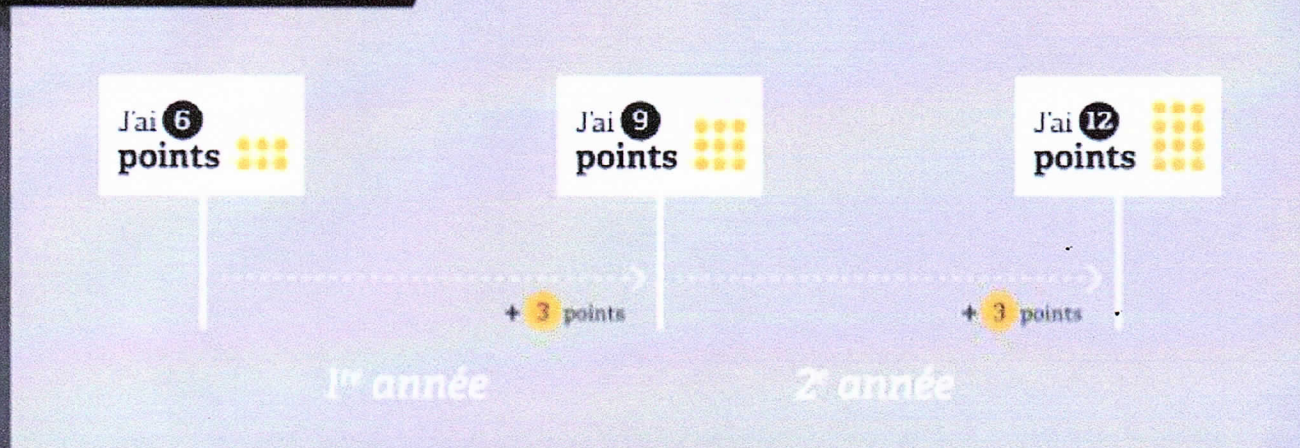 J'ai 6
points
J'ai 9
points
J'ai 12
points
+ 3 points
+ 3 points
1re année
2e année